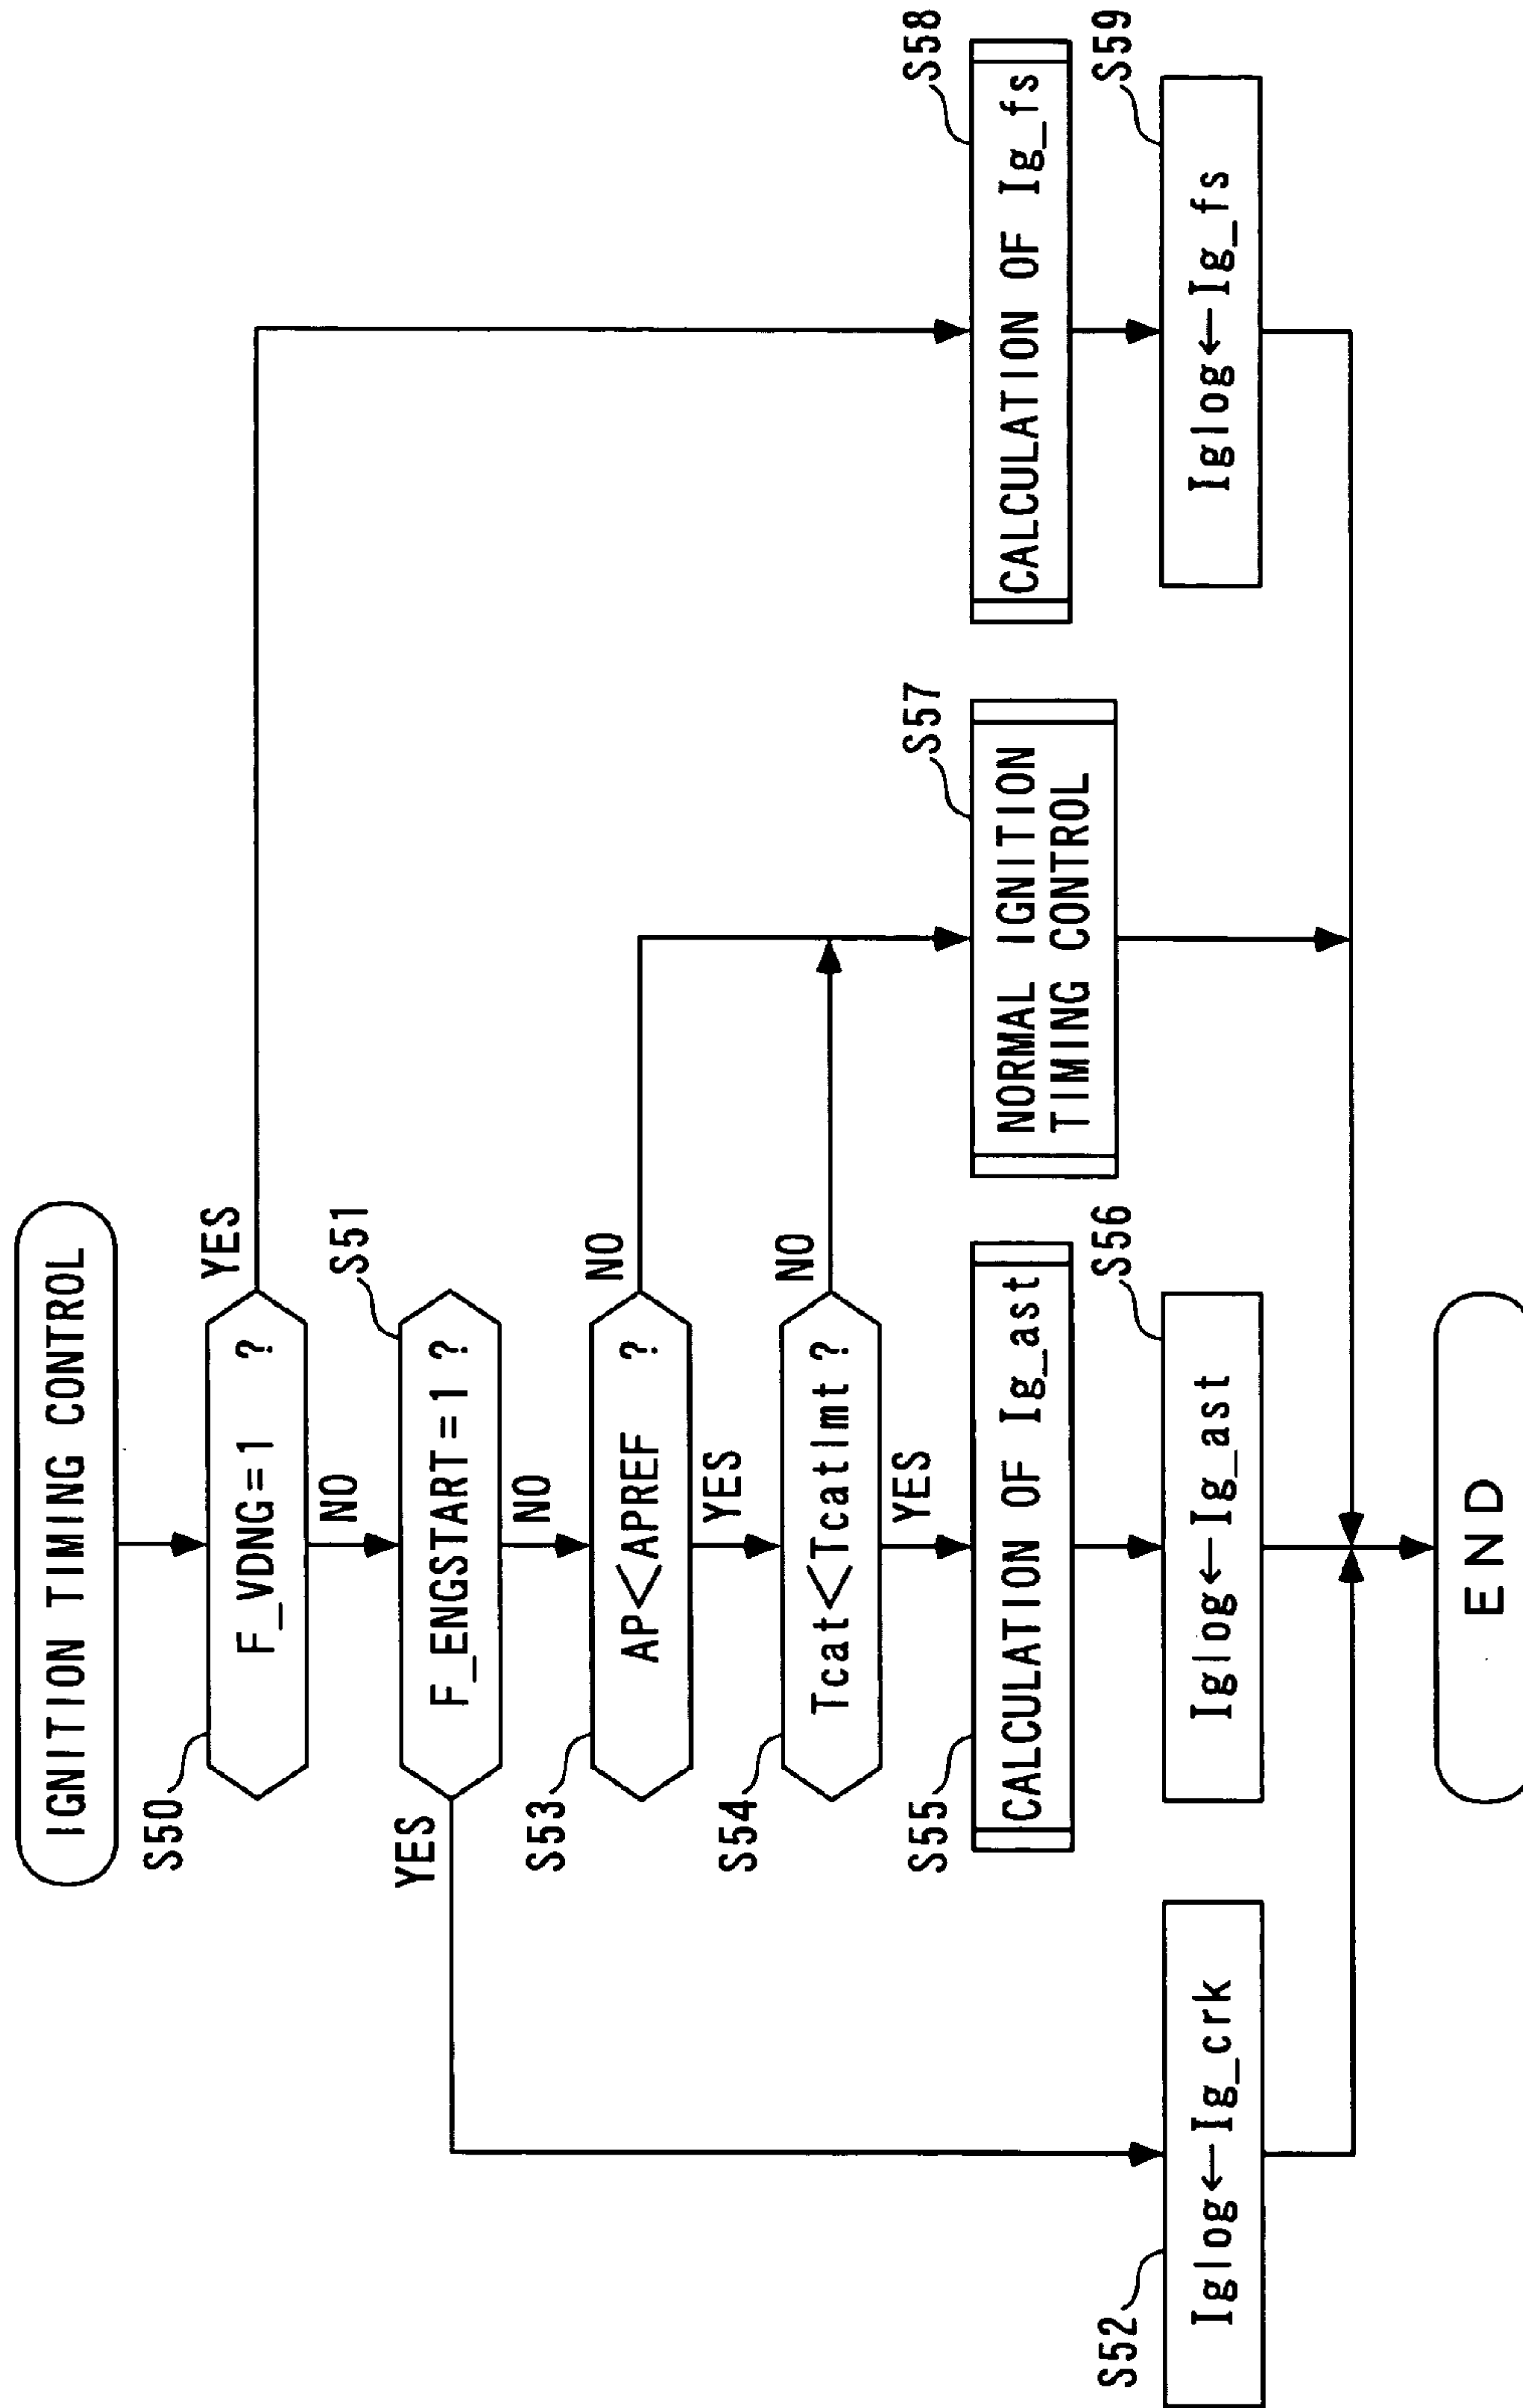 IGNITION TIMING CONTROL
S50
F_VDNG=1 ?
YES
NO
S51
F_ENGSTART=1 ?
YES
NO
S53
AP<APREF ?
NO
YES
S54
Tcat<Tcatlmt ?
NO
YES
S55
CALCULATION OF Ig_ast
S57
NORMAL IGNITION
TIMING CONTROL
S58
CALCULATION OF Ig_fs
S52
Iglog←Ig_crk
S56
Iglog←Ig_ast
S59
Iglog←Ig_fs
END